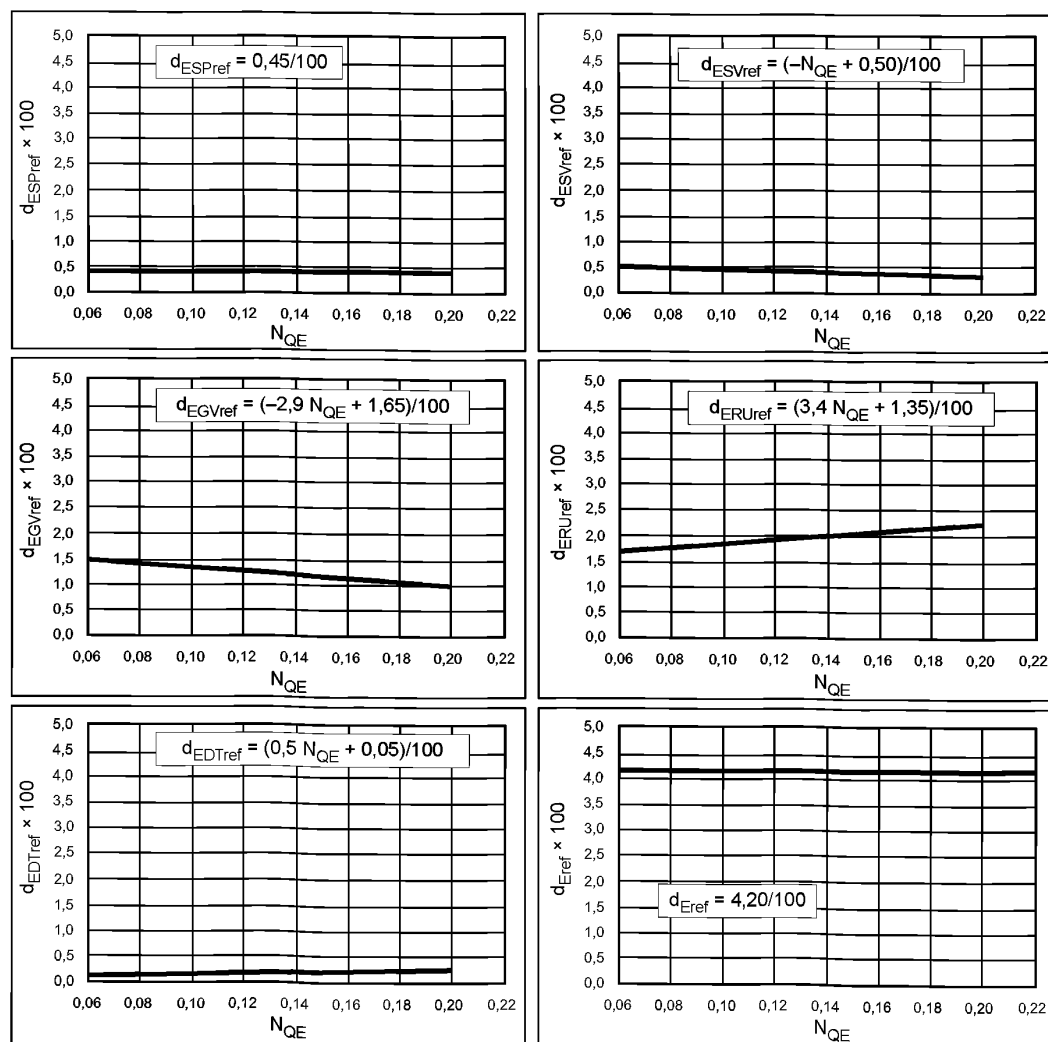 d_ESPref × 100
5,0
4,5
4,0
3,5
3,0
2,5
2,0
1,5
1,0
0,5
0,0
d_ESPref = 0,45/100
0,06 0,08 0,10 0,12 0,14 0,16 0,18 0,20 0,22
N_QE
d_ESVref × 100
5,0
4,5
4,0
3,5
3,0
2,5
2,0
1,5
1,0
0,5
0,0
d_ESVref = (–N_QE + 0,50)/100
0,06 0,08 0,10 0,12 0,14 0,16 0,18 0,20 0,22
N_QE
d_EGVref × 100
5,0
4,5
4,0
3,5
3,0
2,5
2,0
1,5
1,0
0,5
0,0
d_EGVref = (–2,9 N_QE + 1,65)/100
0,06 0,08 0,10 0,12 0,14 0,16 0,18 0,20 0,22
N_QE
d_ERUref × 100
5,0
4,5
4,0
3,5
3,0
2,5
2,0
1,5
1,0
0,5
0,0
d_ERUref = (3,4 N_QE + 1,35)/100
0,06 0,08 0,10 0,12 0,14 0,16 0,18 0,20 0,22
N_QE
d_EDTref × 100
5,0
4,5
4,0
3,5
3,0
2,5
2,0
1,5
1,0
0,5
0,0
d_EDTref = (0,5 N_QE + 0,05)/100
0,06 0,08 0,10 0,12 0,14 0,16 0,18 0,20 0,22
N_QE
d_Eref × 100
5,0
4,5
4,0
3,5
3,0
2,5
2,0
1,5
1,0
0,5
0,0
d_Eref = 4,20/100
0,06 0,08 0,10 0,12 0,14 0,16 0,18 0,20 0,22
N_QE